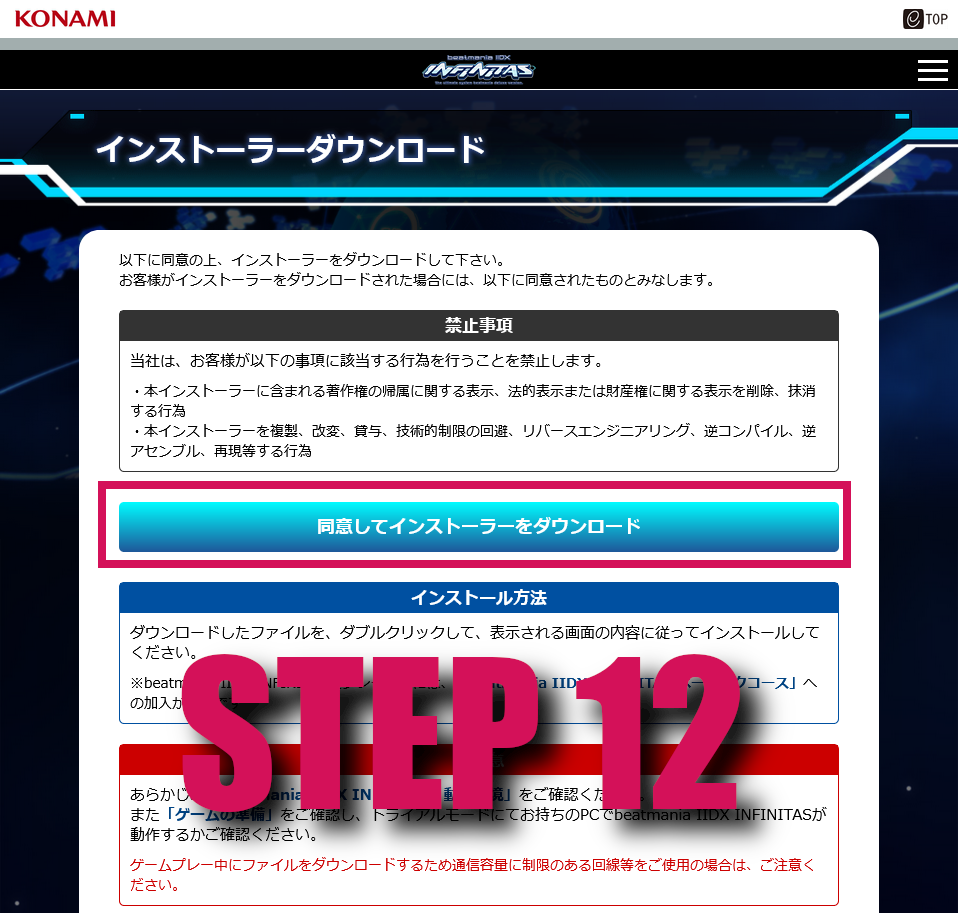 KONAMI
TOP
beatmania IIDX
INFINITAS
インストーラーダウンロード
以下に同意の上、インストーラーをダウンロードして下さい。
お客様がインストーラーをダウンロードされた場合には、以下に同意されたものとみなします。
禁止事項
当社は、お客様が以下の事項に該当する行為を行うことを禁止します。
・本インストーラーに含まれる著作権の帰属に関する表示、法的表示または財産権に関する表示を削除、抹消
する行為
・本インストーラーを複製、改変、貸与、技術的制限の回避、リバースエンジニアリング、逆コンパイル、逆
アセンブル、再現等する行為
同意してインストーラーをダウンロード
インストール方法
ダウンロードしたファイルを、ダブルクリックして、表示される画面の内容に従ってインストールして
ください。
※beatm
コース」へ
の加入が
STEP 12
あらかじ
をご確認くだ
また「ゲームの準備」をご確認し、トライアルモードにてお持ちのPCでbeatmania IIDX INFINITASが
動作するかご確認ください。
ゲームプレー中にファイルをダウンロードするため通信容量に制限のある回線等をご使用の場合は、ご注意く
ださい。